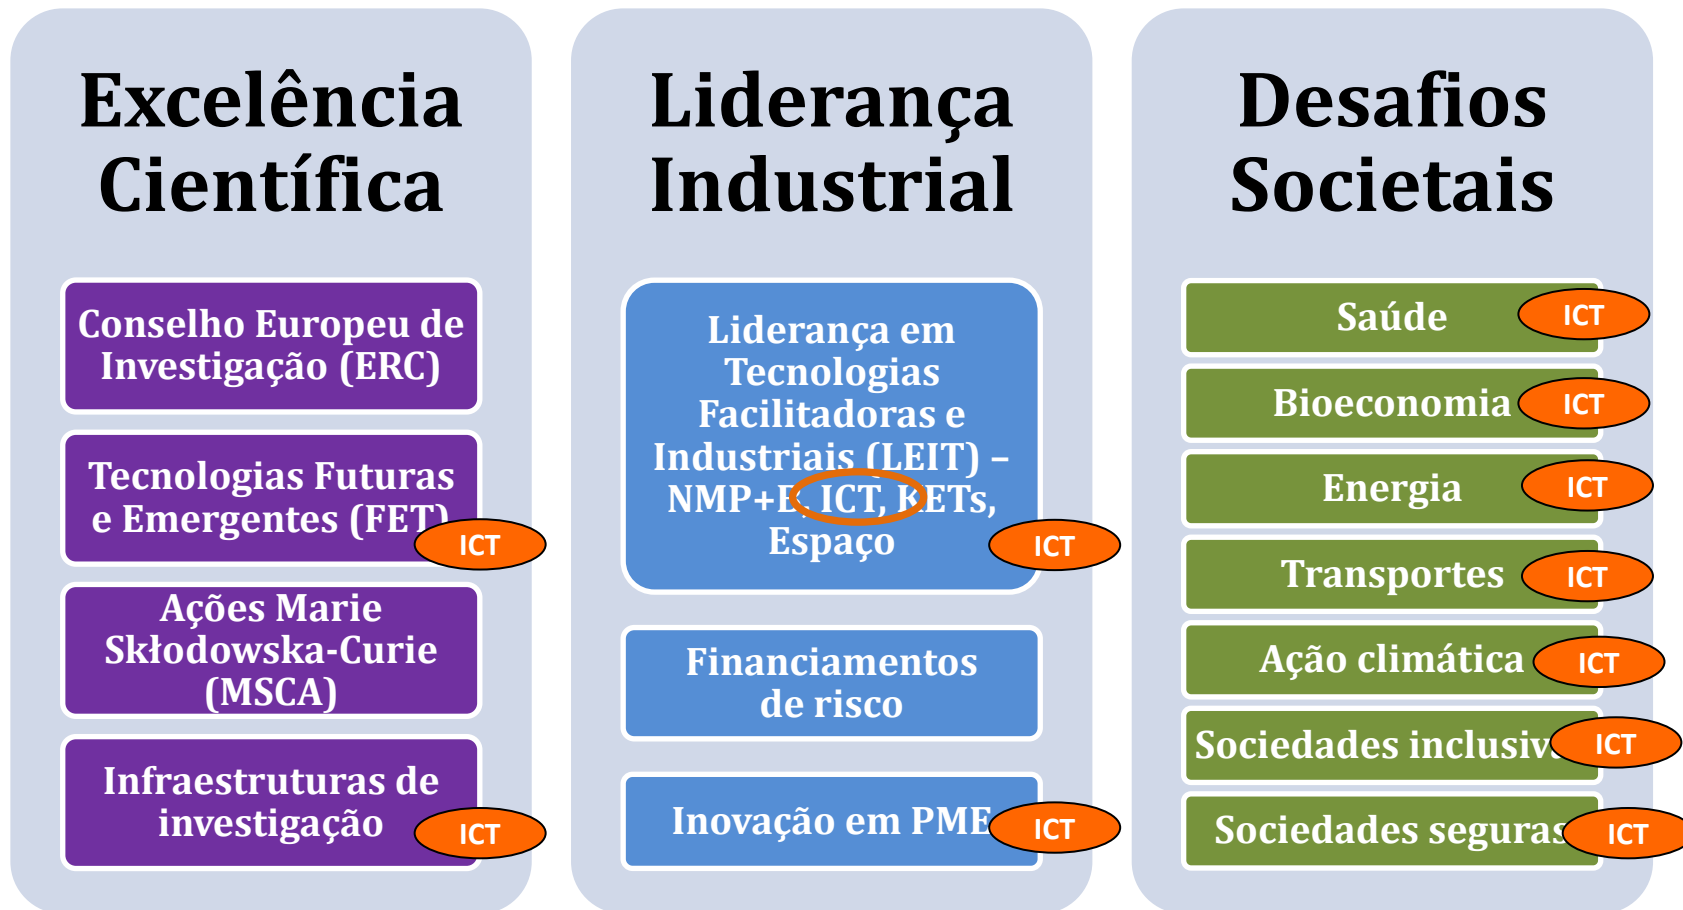 Excelência
Científica
Conselho Europeu de
Investigação (ERC)
Tecnologias Futuras
e Emergentes (FET)
ICT
Ações Marie
Skłodowska-Curie
(MSCA)
Infraestruturas de
investigação
ICT
Liderança
Industrial
Liderança em
Tecnologias
Facilitadoras e
Industriais (LEIT) –
NMP+B, ICT, KETs,
Espaço
ICT
Financiamentos
de risco
Inovação em PME
ICT
Desafios
Societais
Saúde
ICT
Bioeconomia
ICT
Energia
ICT
Transportes
ICT
Ação climática
ICT
Sociedades
ICT
Sociedades seguras
ICT